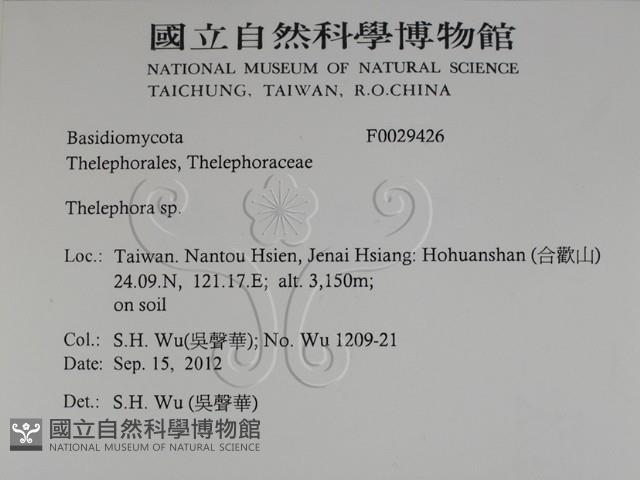 國立自然科學博物館
NATIONAL MUSEUM OF NATURAL SCIENCE
TAICHUNG, TAIWAN, R.O.CHINA
Basidiomycota F0029426
Thelephorales, Thelephoraceae
Thelephora sp.
Loc.: Taiwan. Nantou Hsien, Jenai Hsiang: Hohuanshan (合歡山)
24.09.N, 121.17.E; alt. 3,150m;
on soil
Col.: S.H. Wu(吳聲華); No. Wu 1209-21
Date: Sep. 15, 2012
Det.: S.H. Wu (吳聲華)
國立自然科學博物館
NATIONAL MUSEUM OF NATURAL SCIENCE